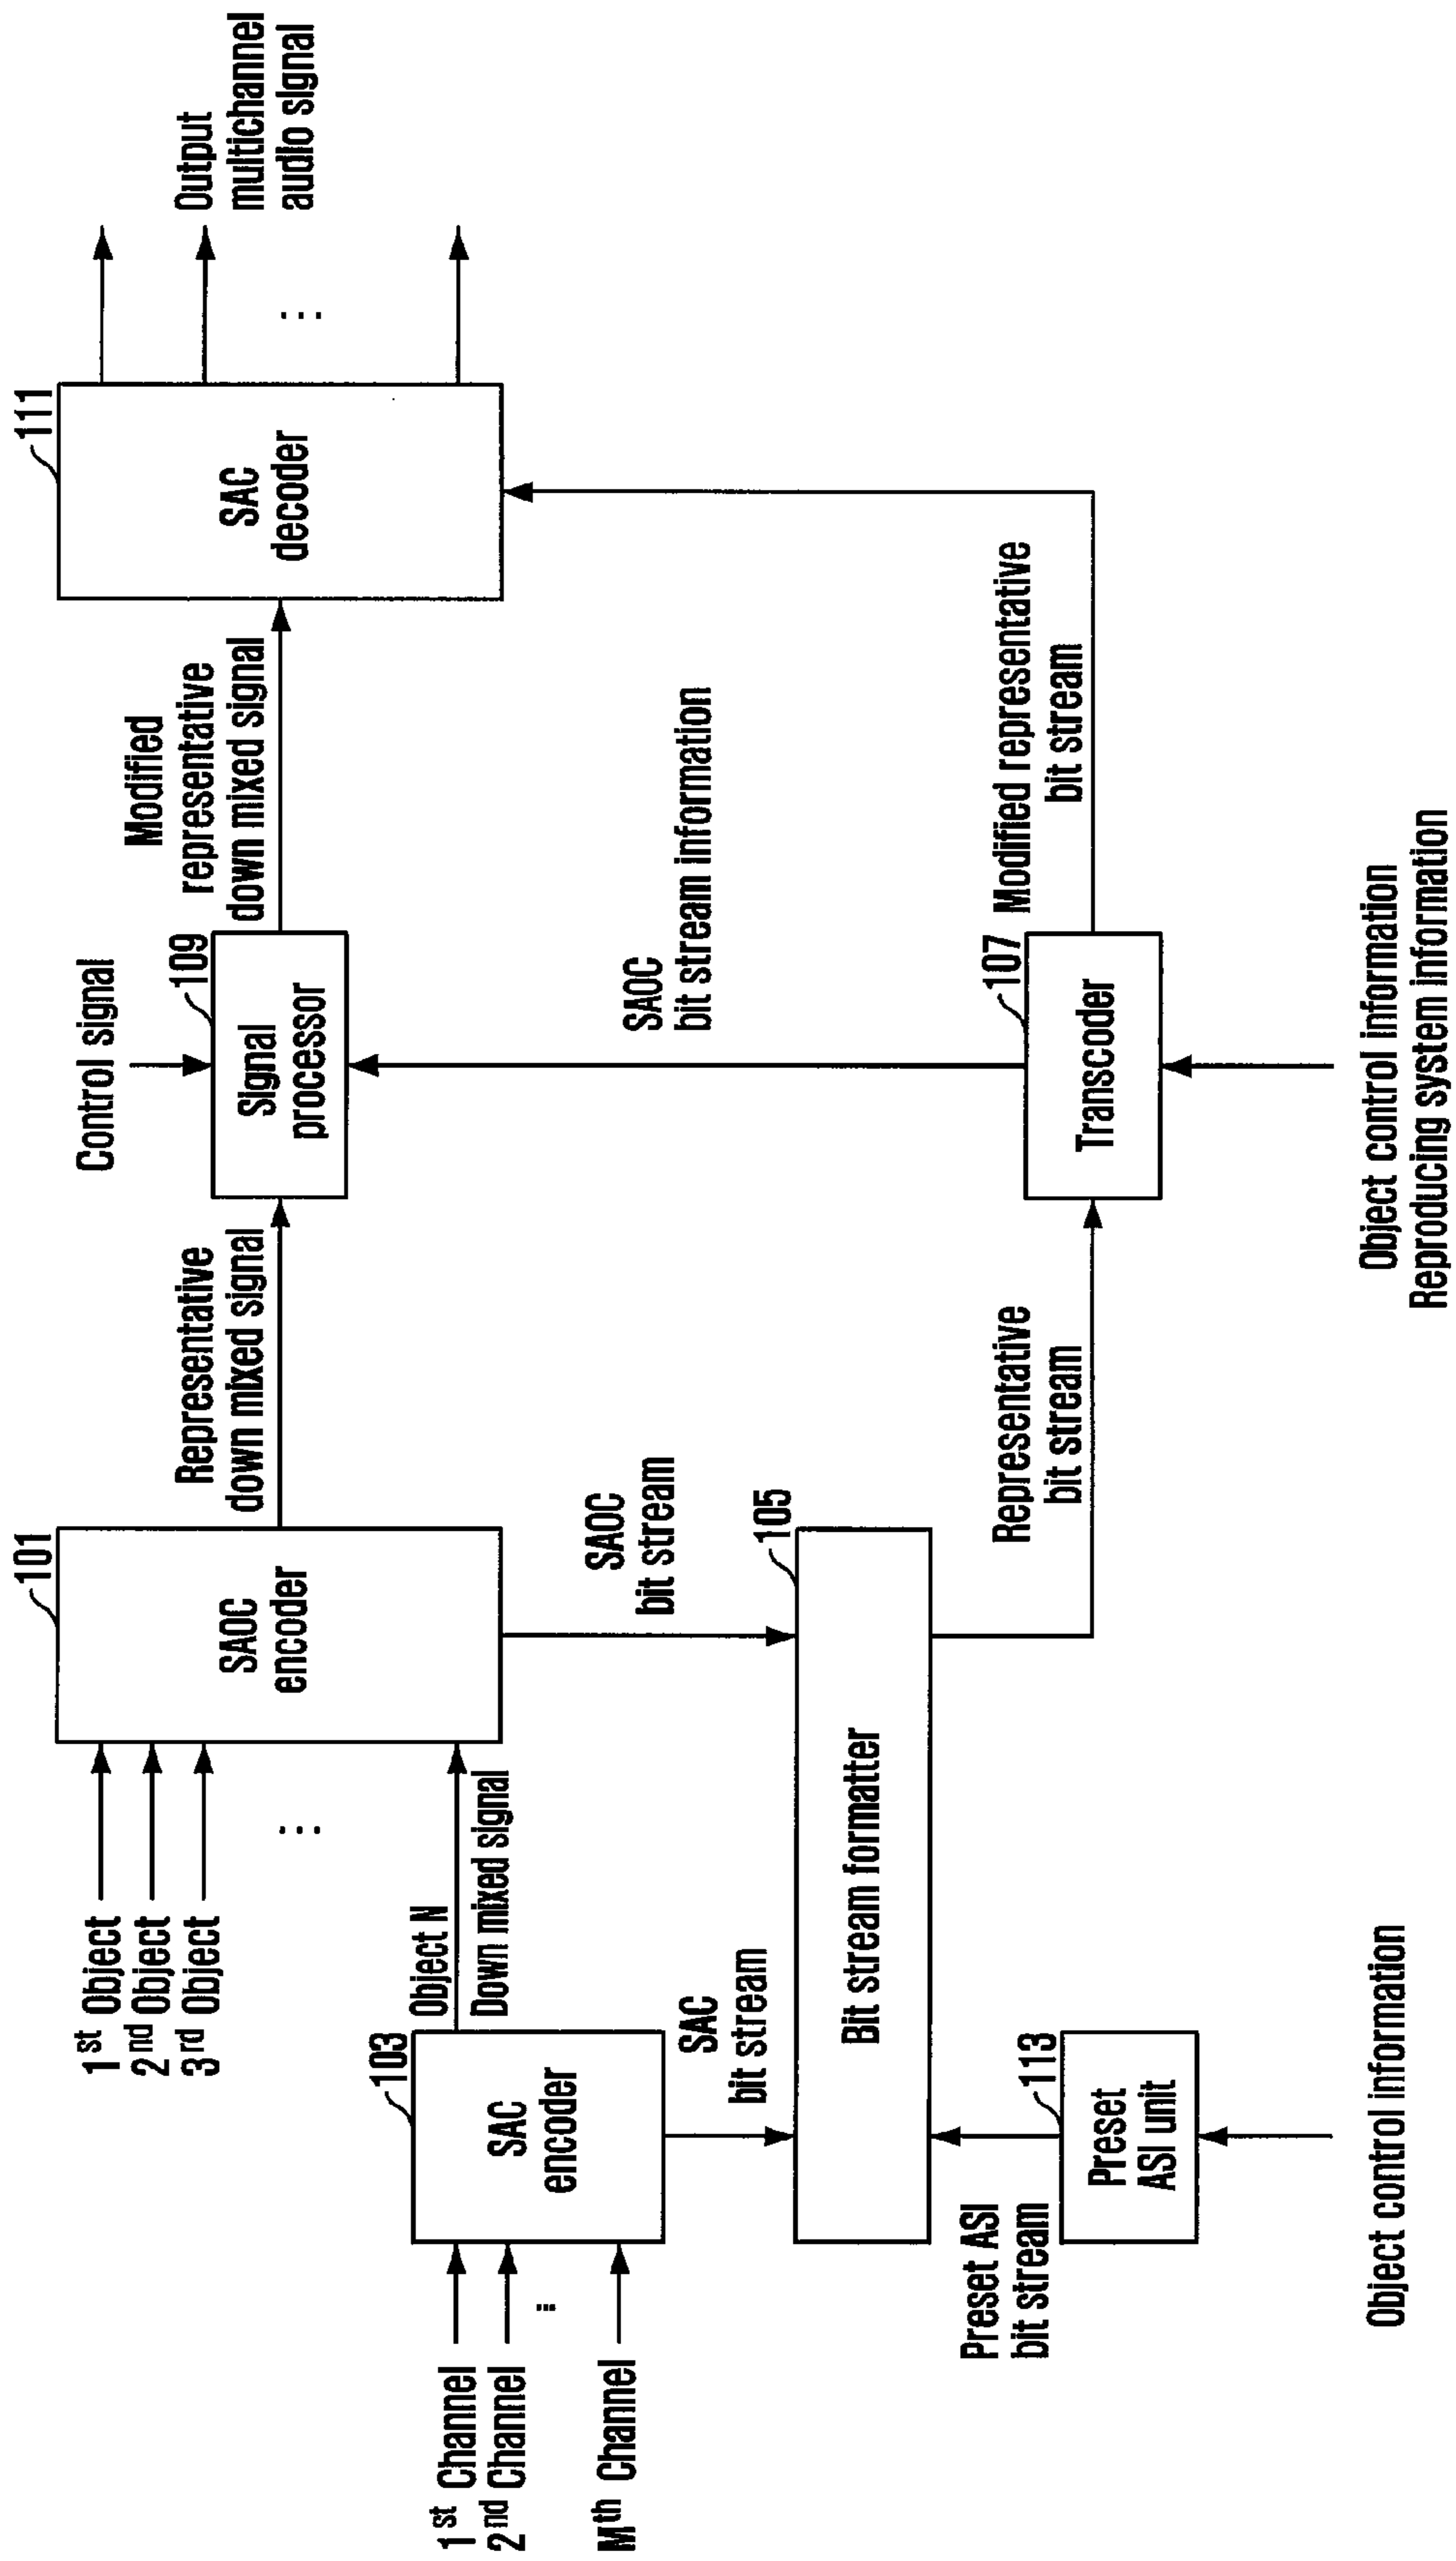 1st Object
2nd Object
3rd Object
...
101
SAOC
encoder
Representative
down mixed signal
Control signal
109
Signal
processor
Modified
representative
down mixed signal
111
SAC
decoder
Output
multichannel
audio signal
...
1st Channel
2nd Channel
...
Mth Channel
103
SAC
encoder
Object N
Down mixed signal
SAC
bit stream
SAOC
bit stream
105
Bit stream formatter
SAOC
bit stream information
Preset ASI
bit stream
113
Preset
ASI unit
Representative
bit stream
107
Transcoder
Modified representative
bit stream
Object control information
Object control information
Reproducing system information